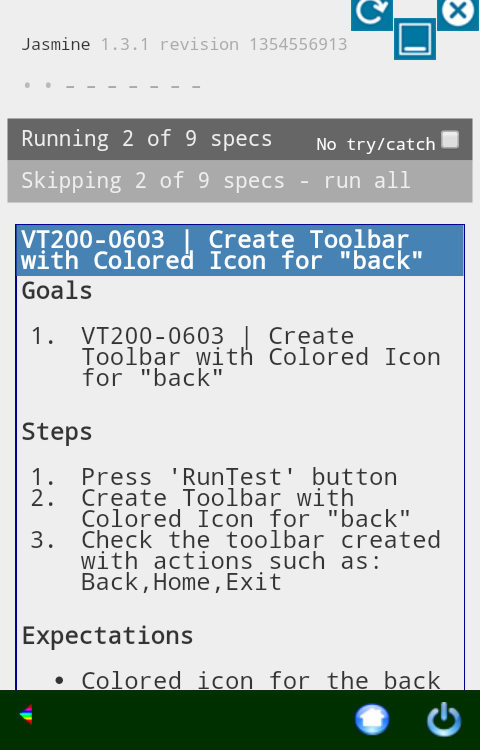 Jasmine 1.3.1 revision 1354556913
••-------
Running 2 of 9 specs
No try/catch
Skipping 2 of 9 specs - run all
VT200-0603 | Create Toolbar
with Colored Icon for "back"
Goals
1. VT200-0603 | Create
Toolbar with Colored Icon
for "back"
Steps
1. Press 'RunTest' button
2. Create Toolbar with
Colored Icon for "back"
3. Check the toolbar created
with actions such as:
Back,Home,Exit
Expectations
• Colored icon for the back